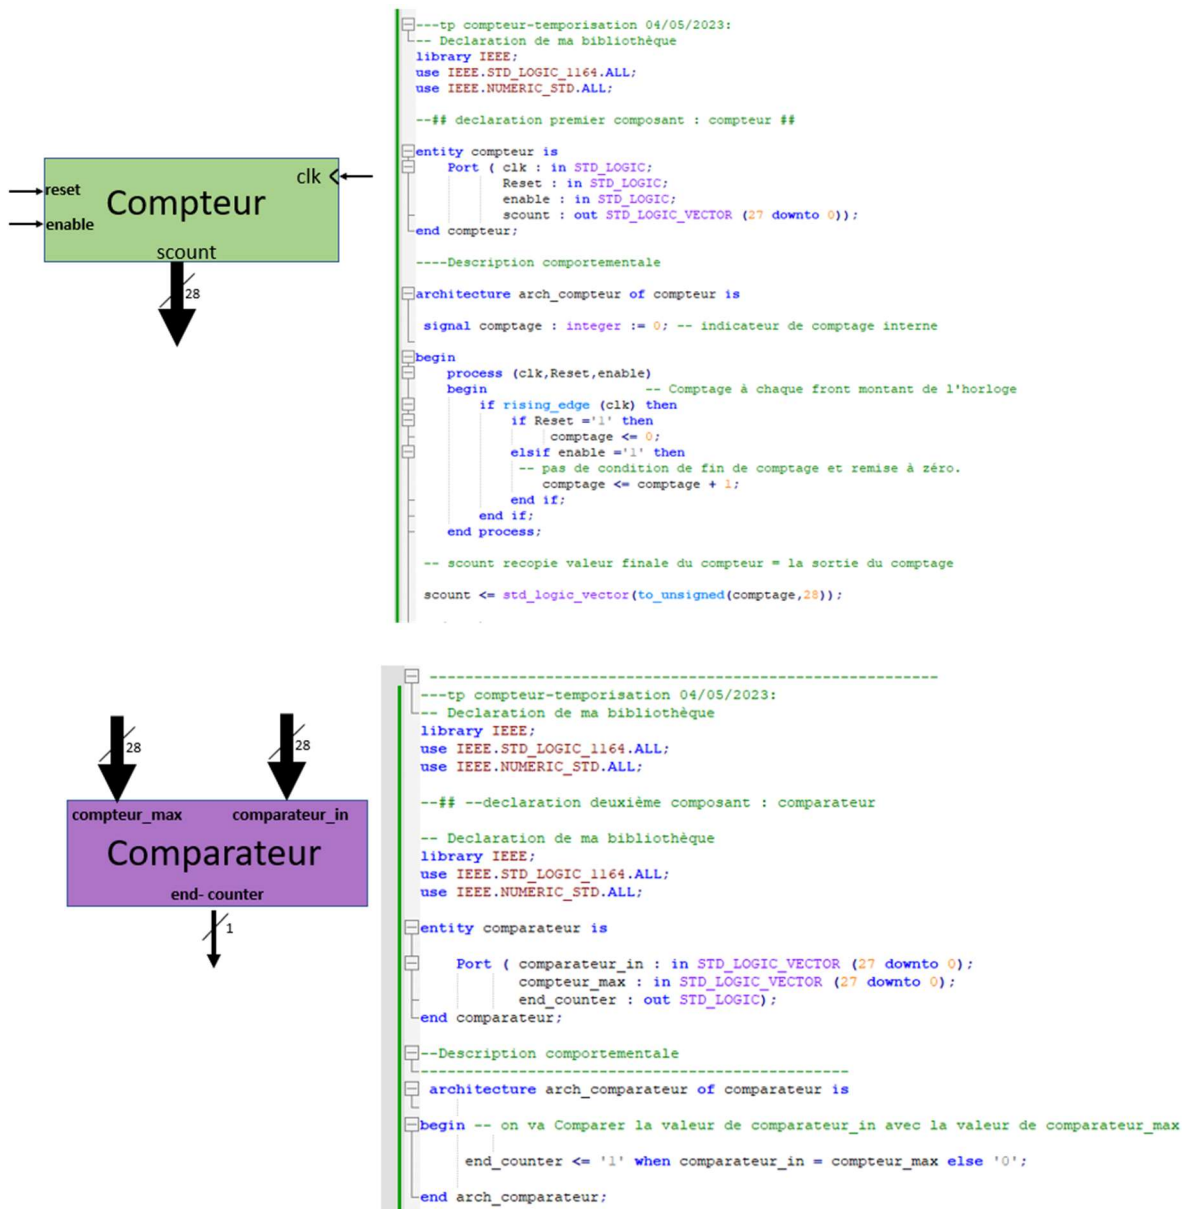 clk
reset
Compteur
enable
scount
28
---tp compteur-temporisation 04/05/2023:
-- Declaration de ma bibliothèque
library IEEE;
use IEEE.STD_LOGIC_1164.ALL;
use IEEE.NUMERIC_STD.ALL;
--## declaration premier composant : compteur ##
entity compteur is
Port ( clk : in STD_LOGIC;
Reset : in STD_LOGIC;
enable : in STD_LOGIC;
scount : out STD_LOGIC_VECTOR (27 downto 0));
end compteur;
----Description comportementale
architecture arch_compteur of compteur is
signal comptage : integer := 0; -- indicateur de comptage interne
begin
process (clk,Reset,enable)
begin -- Comptage à chaque front montant de l'horloge
if rising_edge (clk) then
if Reset ='1' then
comptage <= 0;
elsif enable ='1' then
-- pas de condition de fin de comptage et remise à zéro.
comptage <= comptage + 1;
end if;
end if;
end process;
-- scount recopie valeur finale du compteur = la sortie du comptage
scount <= std_logic_vector(to_unsigned(comptage,28));
28
28
compteur_max comparateur_in
Comparateur
end- counter
1
------------------------------------------------------------
---tp compteur-temporisation 04/05/2023:
-- Declaration de ma bibliothèque
library IEEE;
use IEEE.STD_LOGIC_1164.ALL;
use IEEE.NUMERIC_STD.ALL;
--## --declaration deuxième composant : comparateur
-- Declaration de ma bibliothèque
library IEEE;
use IEEE.STD_LOGIC_1164.ALL;
use IEEE.NUMERIC_STD.ALL;
entity comparateur is
Port ( comparateur_in : in STD_LOGIC_VECTOR (27 downto 0);
compteur_max : in STD_LOGIC_VECTOR (27 downto 0);
end_counter : out STD_LOGIC);
end comparateur;
--Description comportementale
--------------------------------------------------
architecture arch_comparateur of comparateur is
begin -- on va Comparer la valeur de comparateur_in avec la valeur de comparateur_max
end_counter <= '1' when comparateur_in = compteur_max else '0';
end arch_comparateur;